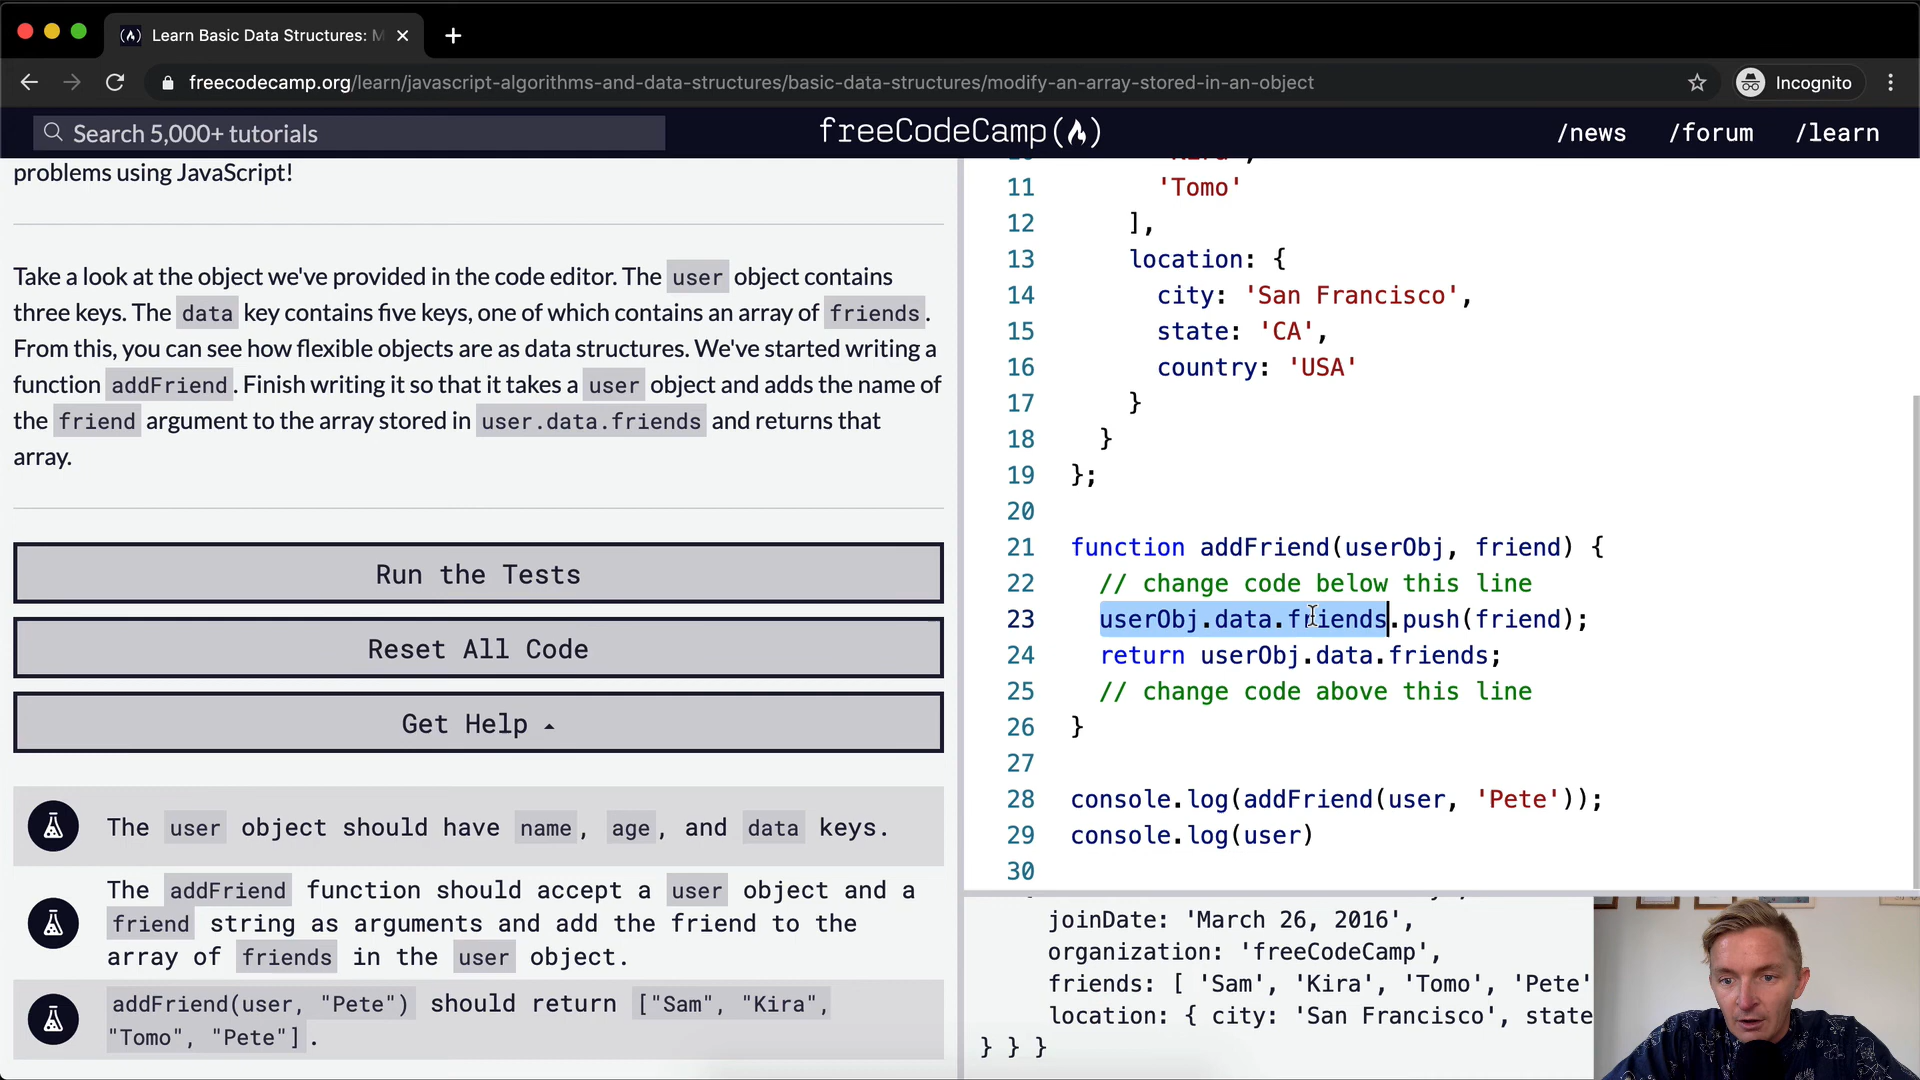 Learn Basic Data Structures: M
freecodecamp.org/learn/javascript-algorithms-and-data-structures/basic-data-structures/modify-an-array-stored-in-an-object
Incognito
Search 5,000+ tutorials
freeCodeCamp(🔥)
/news /forum /learn
problems using JavaScript!
Take a look at the object we've provided in the code editor. The user object contains
three keys. The data key contains five keys, one of which contains an array of friends.
From this, you can see how flexible objects are as data structures. We've started writing a
function addFriend. Finish writing it so that it takes a user object and adds the name of
the friend argument to the array stored in user.data.friends and returns that
array.
Run the Tests
Reset All Code
Get Help
The user object should have name, age, and data keys.
The addFriend function should accept a user object and a
friend string as arguments and add the friend to the
array of friends in the user object.
addFriend(user, "Pete") should return ["Sam", "Kira",
"Tomo", "Pete"].
11 'Tomo'
12 ],
13 location: {
14 city: 'San Francisco',
15 state: 'CA',
16 country: 'USA'
17 }
18 }
19 };
20
21 function addFriend(userObj, friend) {
22 // change code below this line
23 userObj.data.friends.push(friend);
24 return userObj.data.friends;
25 // change code above this line
26 }
27
28 console.log(addFriend(user, 'Pete'));
29 console.log(user)
30
joinDate: 'March 26, 2016',
organization: 'freeCodeCamp',
friends: [ 'Sam', 'Kira', 'Tomo', 'Pete'
location: { city: 'San Francisco', state
} } }